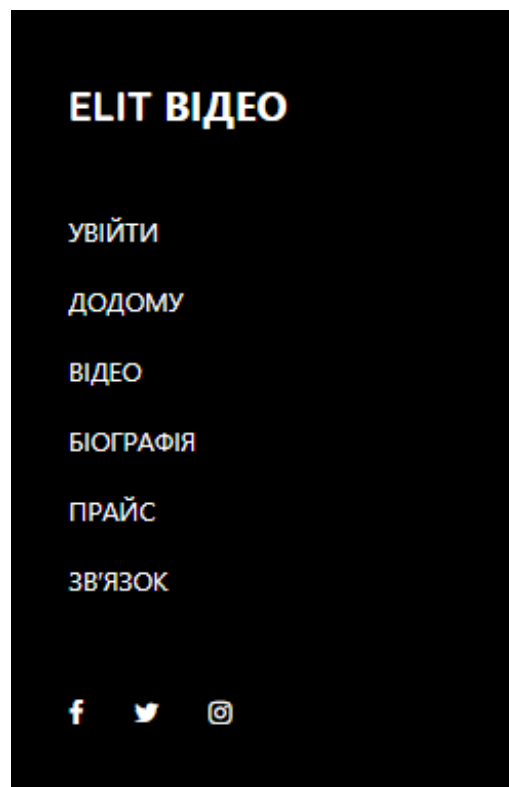 ELIT ВІДЕО
УВІЙТИ
ДОДОМУ
ВІДЕО
БІОГРАФІЯ
ПРАЙС
ЗВ'ЯЗОК